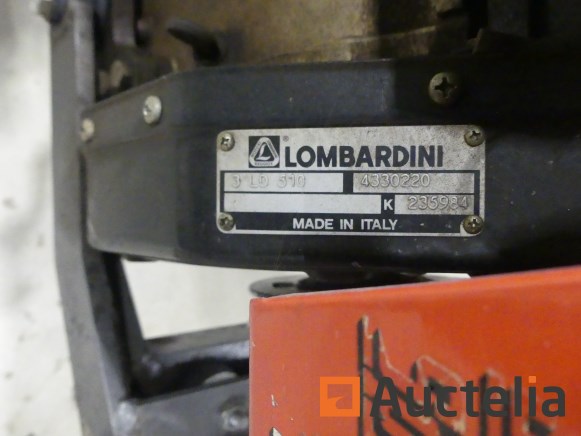 LOMBARDINI
3 LD 510 4330220
K 235984
MADE IN ITALY
Auctelia